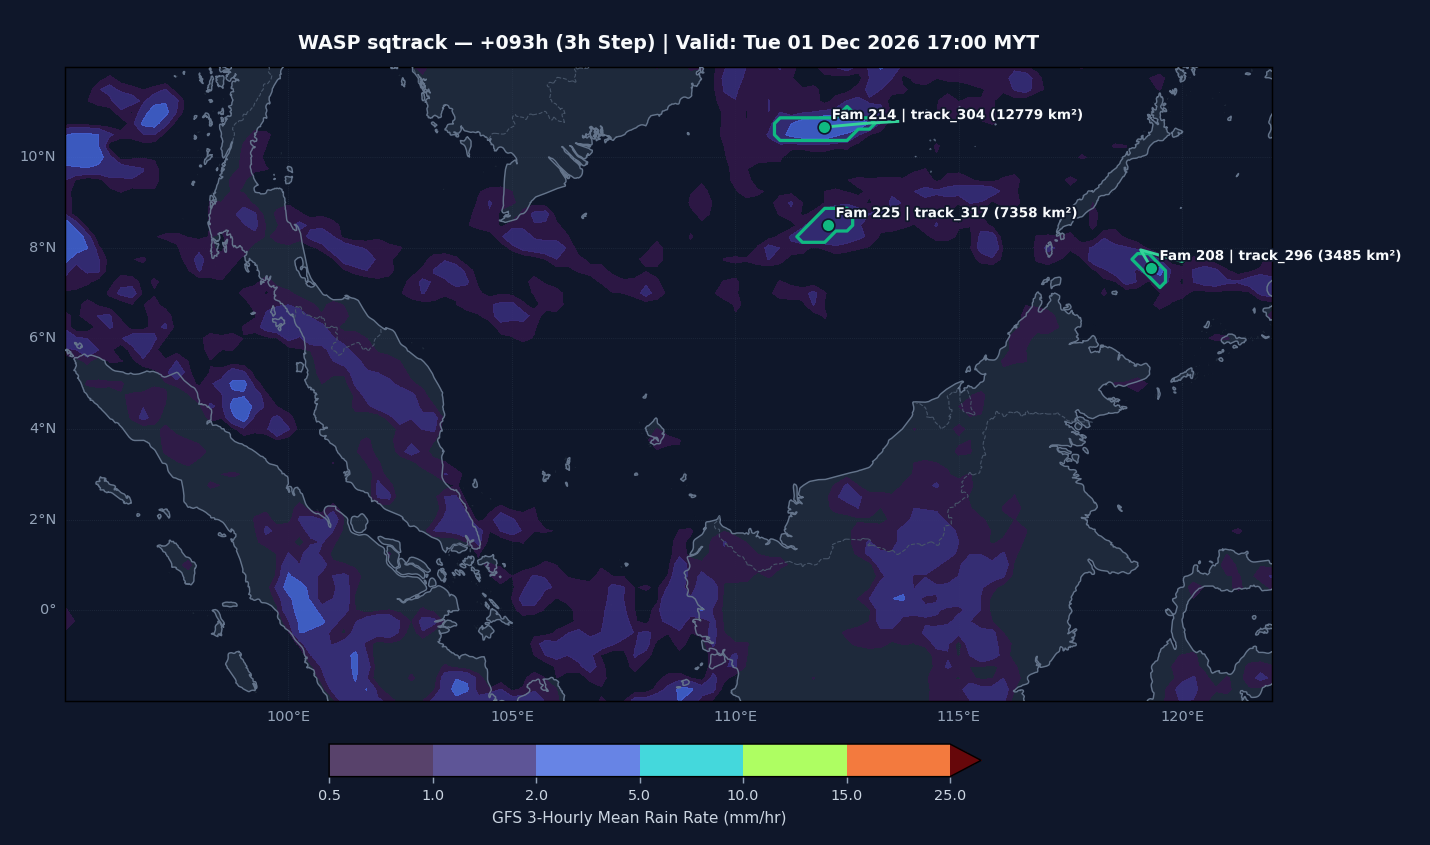 WASP sqtrack — +093h (3h Step) | Valid: Tue 01 Dec 2026 17:00 MYT
Fam 214 | track_304 (12779 km²)
10°N
Fam 225 | track_317 (7358 km²)
8°N
Fam 208 | track_296 (3485 km²)
6°N
4°N
2°N
0°
100°E 105°E 110°E 115°E 120°E
0.5 1.0 2.0 5.0 10.0 15.0 25.0
GFS 3-Hourly Mean Rain Rate (mm/hr)